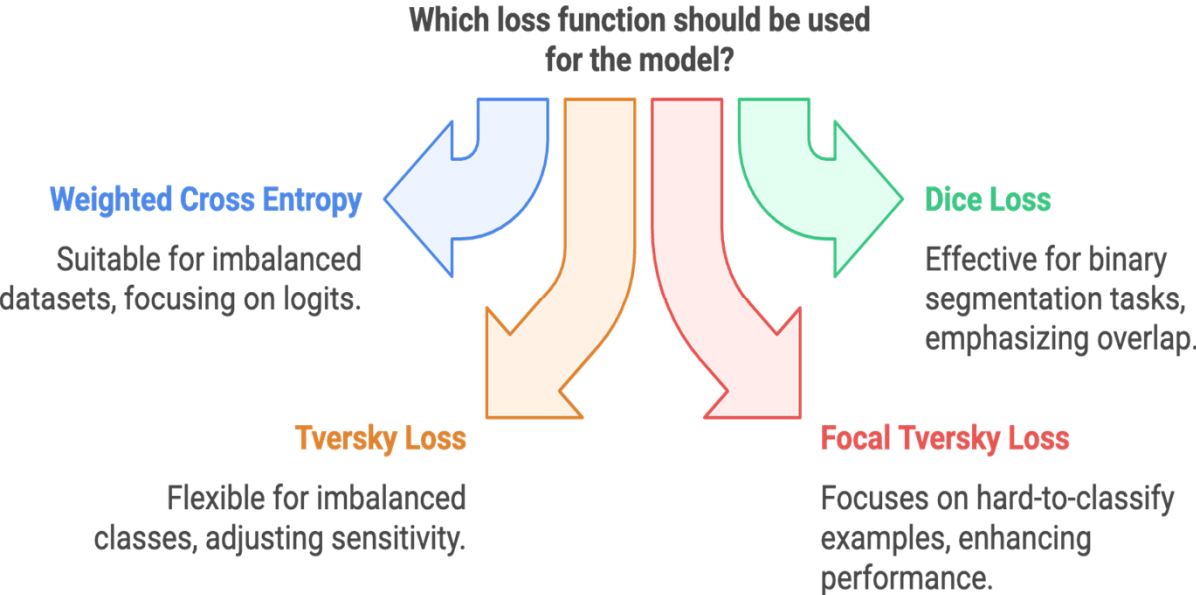 Which loss function should be used
for the model?
Weighted Cross Entropy
Suitable for imbalanced
datasets, focusing on logits.
Dice Loss
Effective for binary
segmentation tasks,
emphasizing overlap.
Tversky Loss
Flexible for imbalanced
classes, adjusting sensitivity.
Focal Tversky Loss
Focuses on hard-to-classify
examples, enhancing
performance.